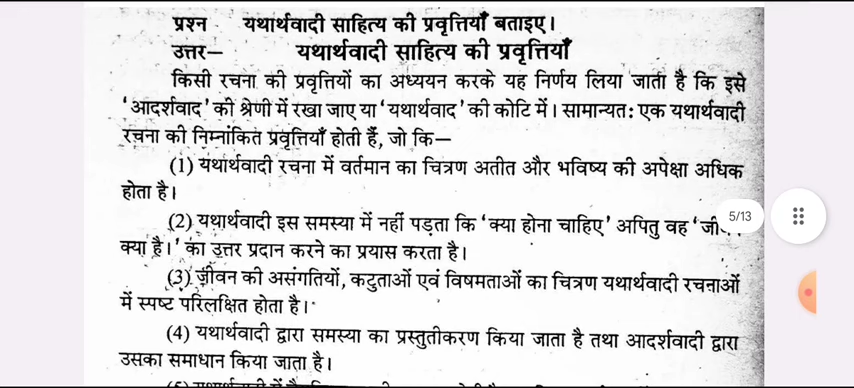 प्रश्न यथार्थवादी साहित्य की प्रवृत्तियाँ बताइए।
उत्तर— यथार्थवादी साहित्य की प्रवृत्तियाँ
किसी रचना की प्रवृत्तियों का अध्ययन करके यह निर्णय लिया जाता है कि इसे
'आदर्शवाद' की श्रेणी में रखा जाए या 'यथार्थवाद' की कोटि में। सामान्यतः एक यथार्थवादी
रचना की निम्नांकित प्रवृत्तियाँ होती हैं, जो कि—
(1) यथार्थवादी रचना में वर्तमान का चित्रण अतीत और भविष्य की अपेक्षा अधिक
होता है।
(2) यथार्थवादी इस समस्या में नहीं पड़ता कि 'क्या होना चाहिए' अपितु वह
5/13
क्या है।' का उत्तर प्रदान करने का प्रयास करता है।
(3) जीवन की असंगतियों, कटुताओं एवं विषमताओं का चित्रण यथार्थवादी रचनाओं
में स्पष्ट परिलक्षित होता है।
(4) यथार्थवादी द्वारा समस्या का प्रस्तुतीकरण किया जाता है तथा आदर्शवादी द्वारा
उसका समाधान किया जाता है।